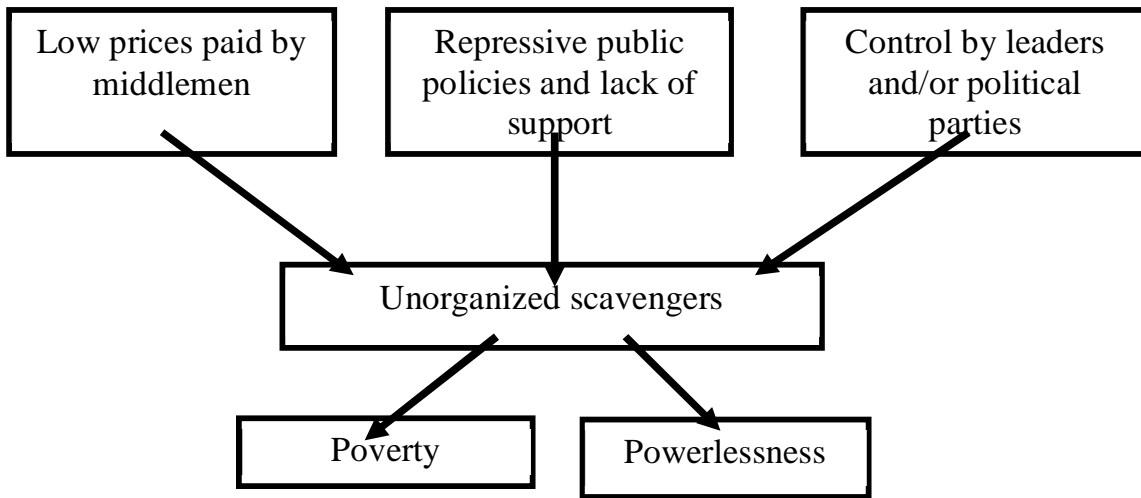 Low prices paid by
middlemen
Repressive public
policies and lack of
support
Control by leaders
and/or political
parties
Unorganized scavengers
Poverty
Powerlessness